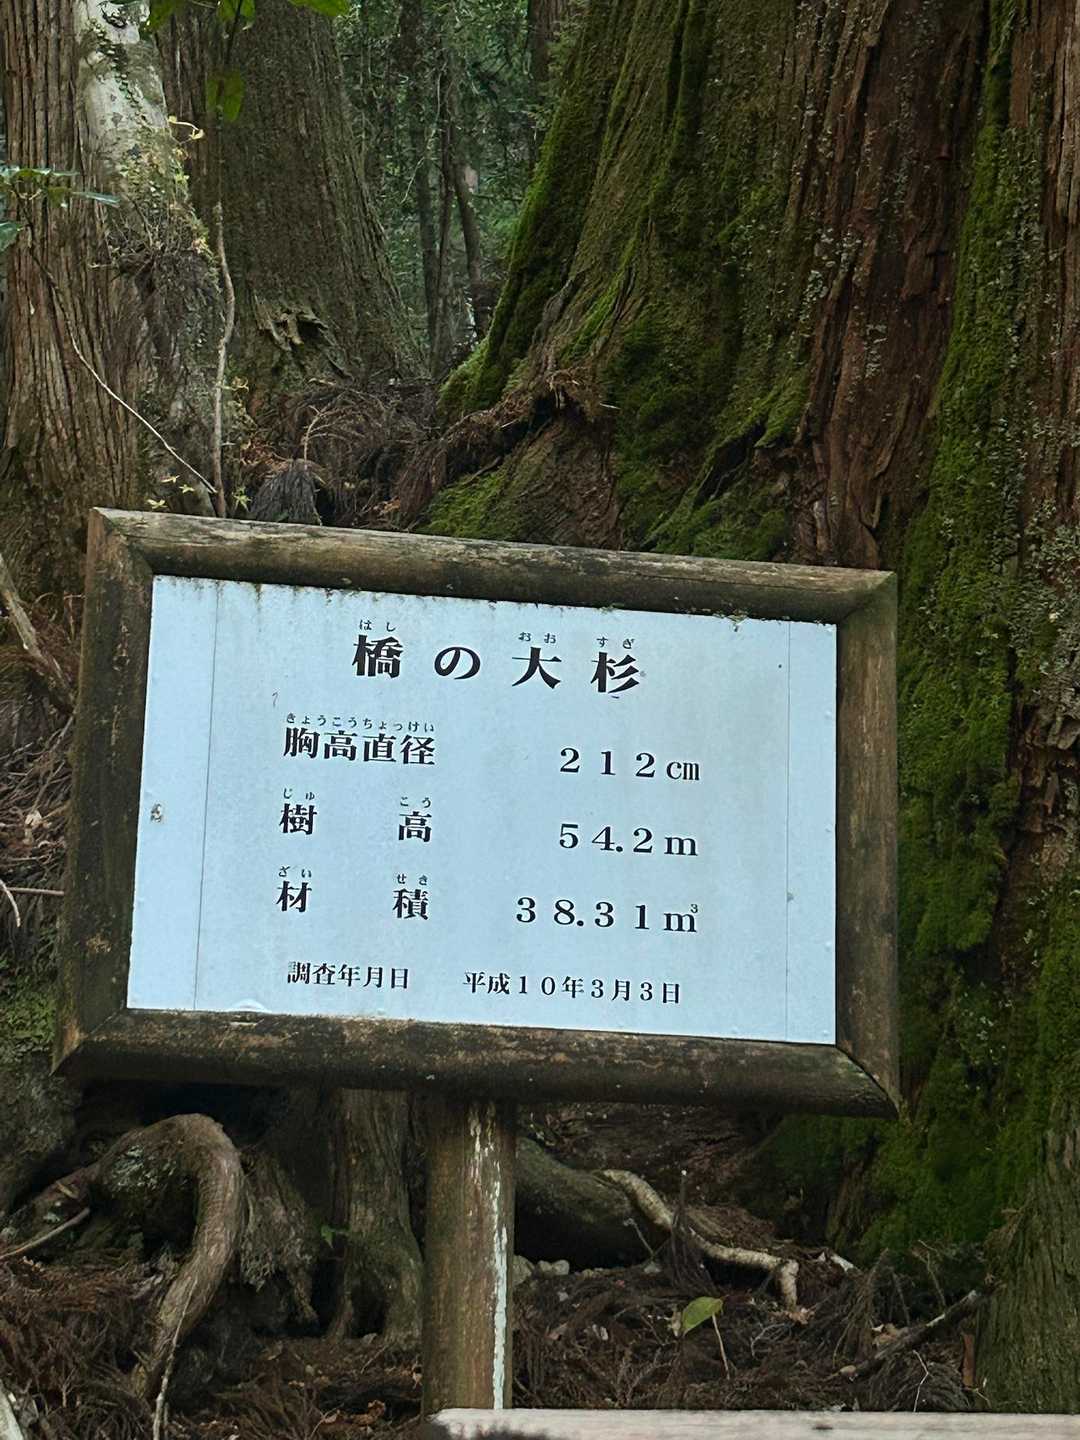 はし おお すぎ
橋の大杉
きょうこうちょっけい
胸高直径 212㎝
じゅ こう
樹高 54.2m
ざい せき
材積 38.31㎥
調査年月日 平成10年3月3日